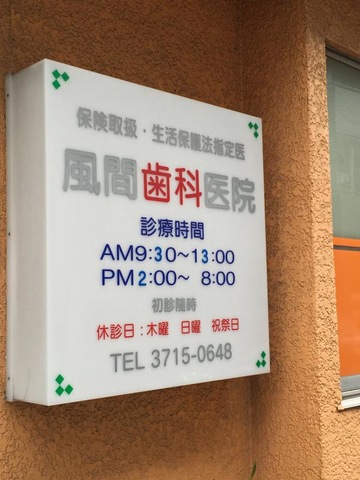 保険取扱・生活保護法指定医
風間歯科医院
診療時間
AM9:30～13:00
PM2:00～ 8:00
初診随時
休診日:木曜 日曜 祝祭日
TEL 3715-0648